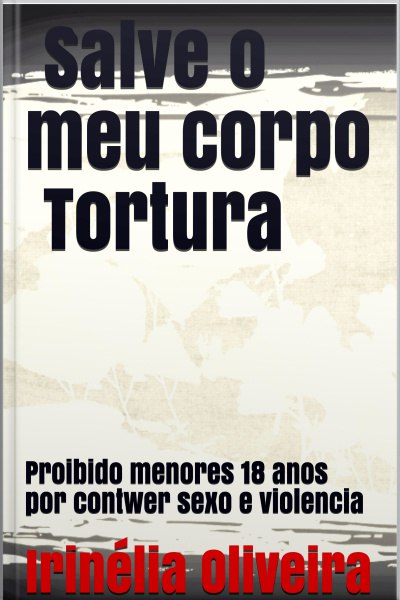 Salve o
meu corpo
Tortura
Proibido menores 18 anos
por contwer sexo e violencia
Irinélia Oliveira